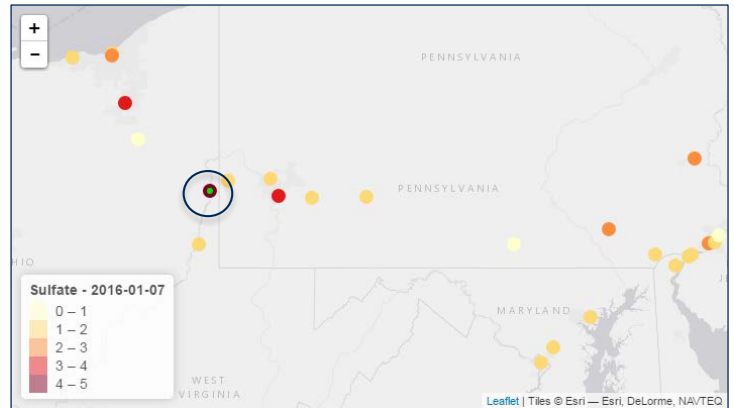 +
−
PENNSYLVANIA
PENNSYLVANIA
HIO
MARYLAND
WEST
VIRGINIA
Sulfate - 2016-01-07
0 – 1
1 – 2
2 – 3
3 – 4
4 – 5
Leaflet | Tiles © Esri — Esri, DeLorme, NAVTEQ